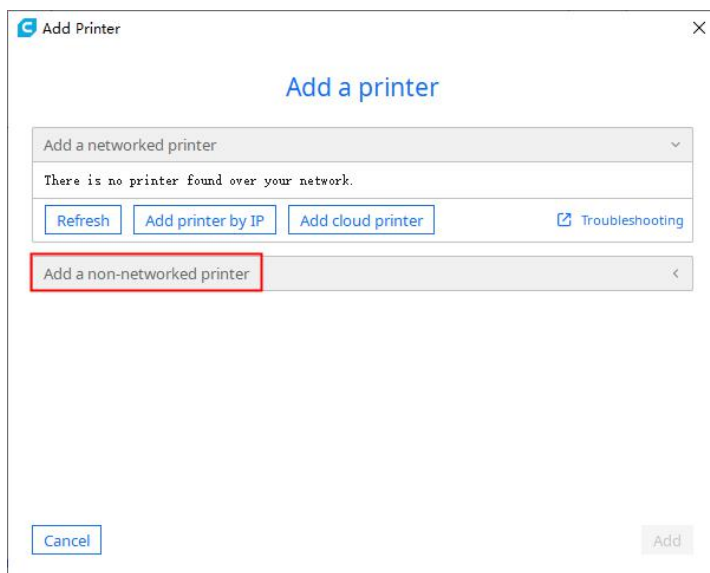 Add Printer
Add a printer
Add a networked printer
There is no printer found over your network.
Refresh Add printer by IP Add cloud printer Troubleshooting
Add a non-networked printer
Cancel Add